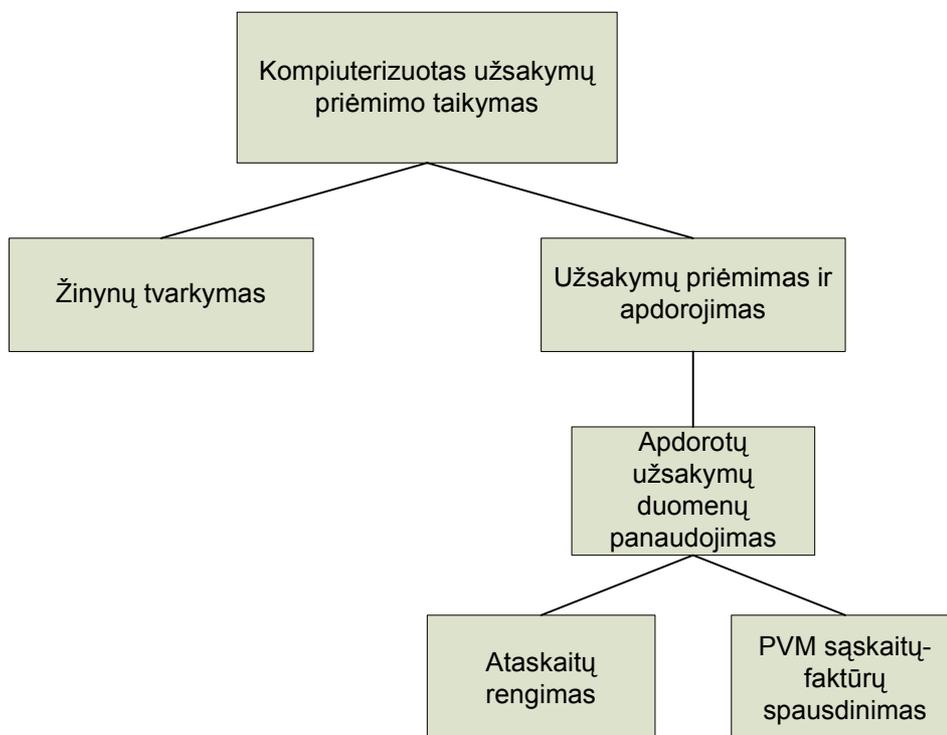 Kompiuterizuotas užsakymų
priėmimo taikymas
Žinynų tvarkymas
Užsakymų priėmimas ir
apdorojimas
Apdorotų
užsakymų
duomenų
panaudojimas
Ataskaitų
rengimas
PVM sąskaitų-
faktūrų
spausdinimas